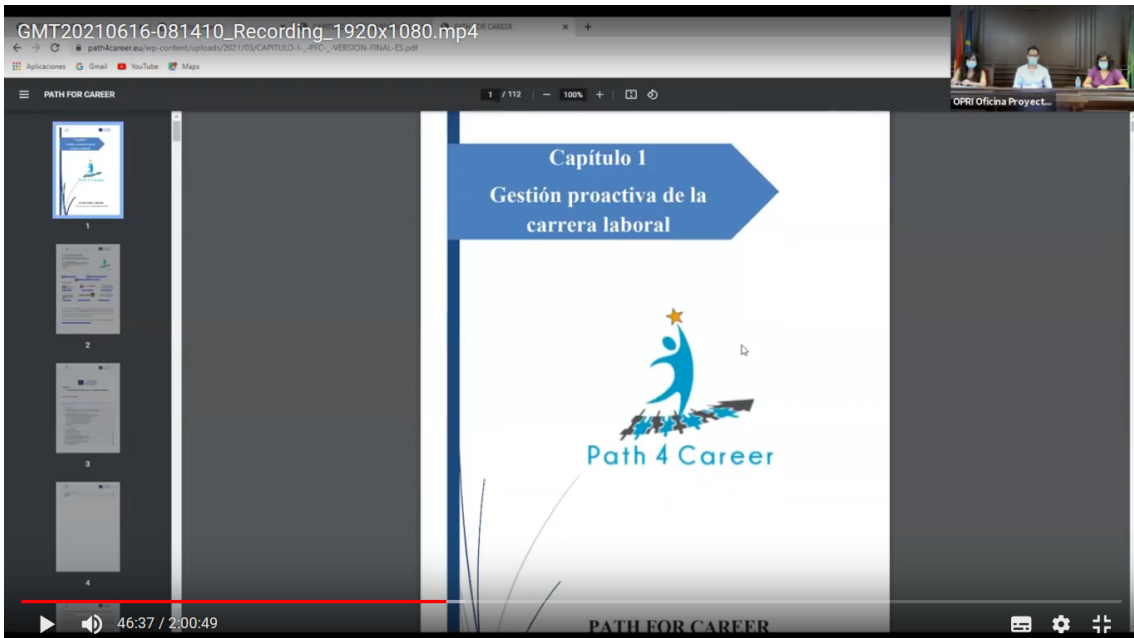 GMT20210616-081410_Recording_1920x1080.mp4
path4career.eu/wp-content/uploads/2021/03/CAPITULO-I-_-PFC-_-VERSION-FINAL-ES.pdf
Aplicaciones Gmail YouTube Maps
PATH FOR CAREER
1 / 112 100%
OPRI Oficina Proyect...
Capítulo 1
Gestión proactiva de la
carrera laboral
Path 4 Career
PATH FOR CAREER
1
2
3
4
46:37 / 2:00:49